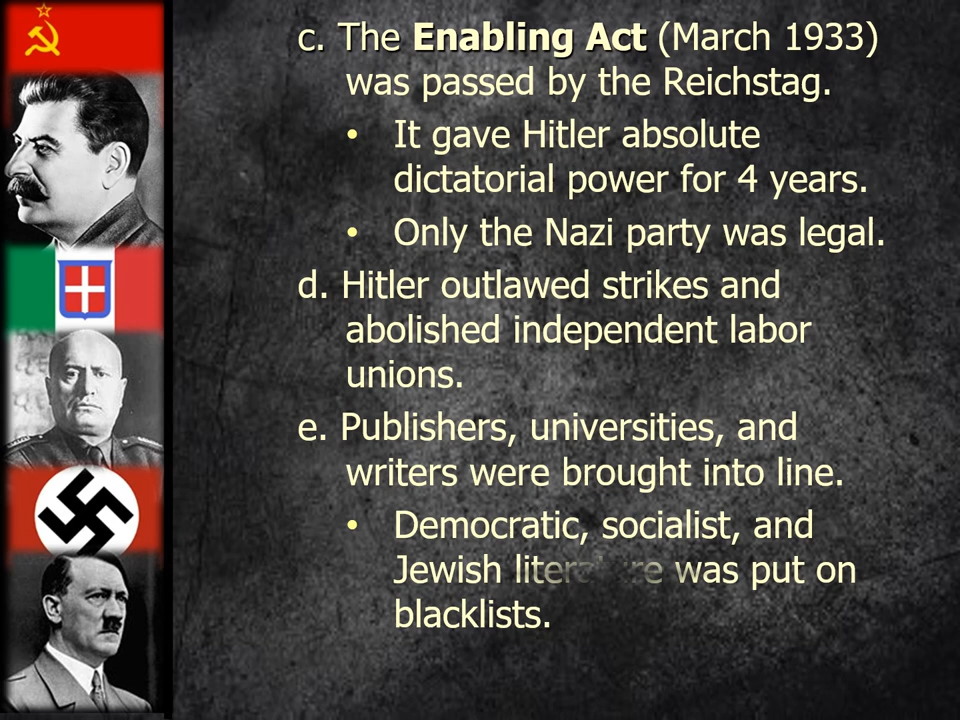 c. The Enabling Act (March 1933)
was passed by the Reichstag.
• It gave Hitler absolute
dictatorial power for 4 years.
• Only the Nazi party was legal.
d. Hitler outlawed strikes and
abolished independent labor
unions.
e. Publishers, universities, and
writers were brought into line.
• Democratic, socialist, and
Jewish literature was put on
blacklists.